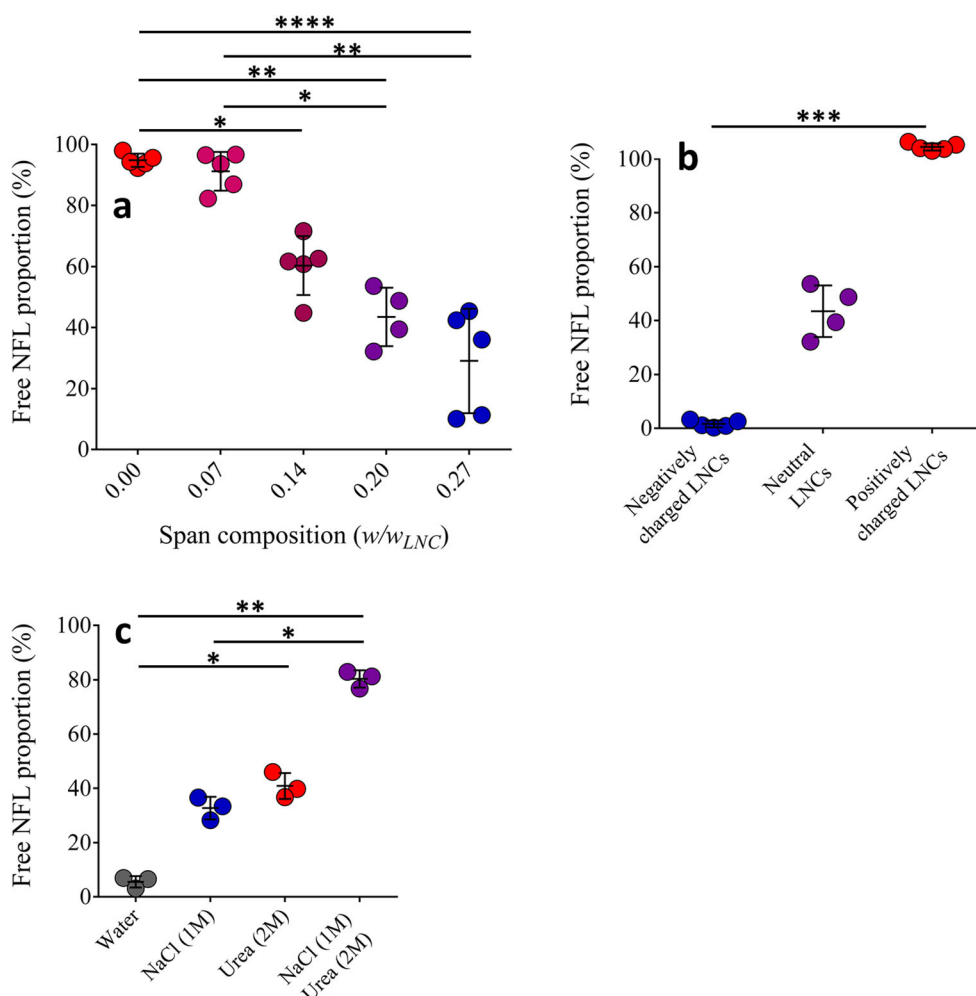 ****
**
**
*
*
a
Free NFL proportion (%)
100
80
60
40
20
0
0.00
0.07
0.14
0.20
0.27
Span composition (w/wLNC)
***
b
Free NFL proportion (%)
100
80
60
40
20
0
Negatively
charged LNCs
Neutral
LNCs
Positively
charged LNCs
**
*
*
c
Free NFL proportion (%)
100
80
60
40
20
0
Water
NaCl (1M)
Urea (2M)
NaCl (1M)
Urea (2M)